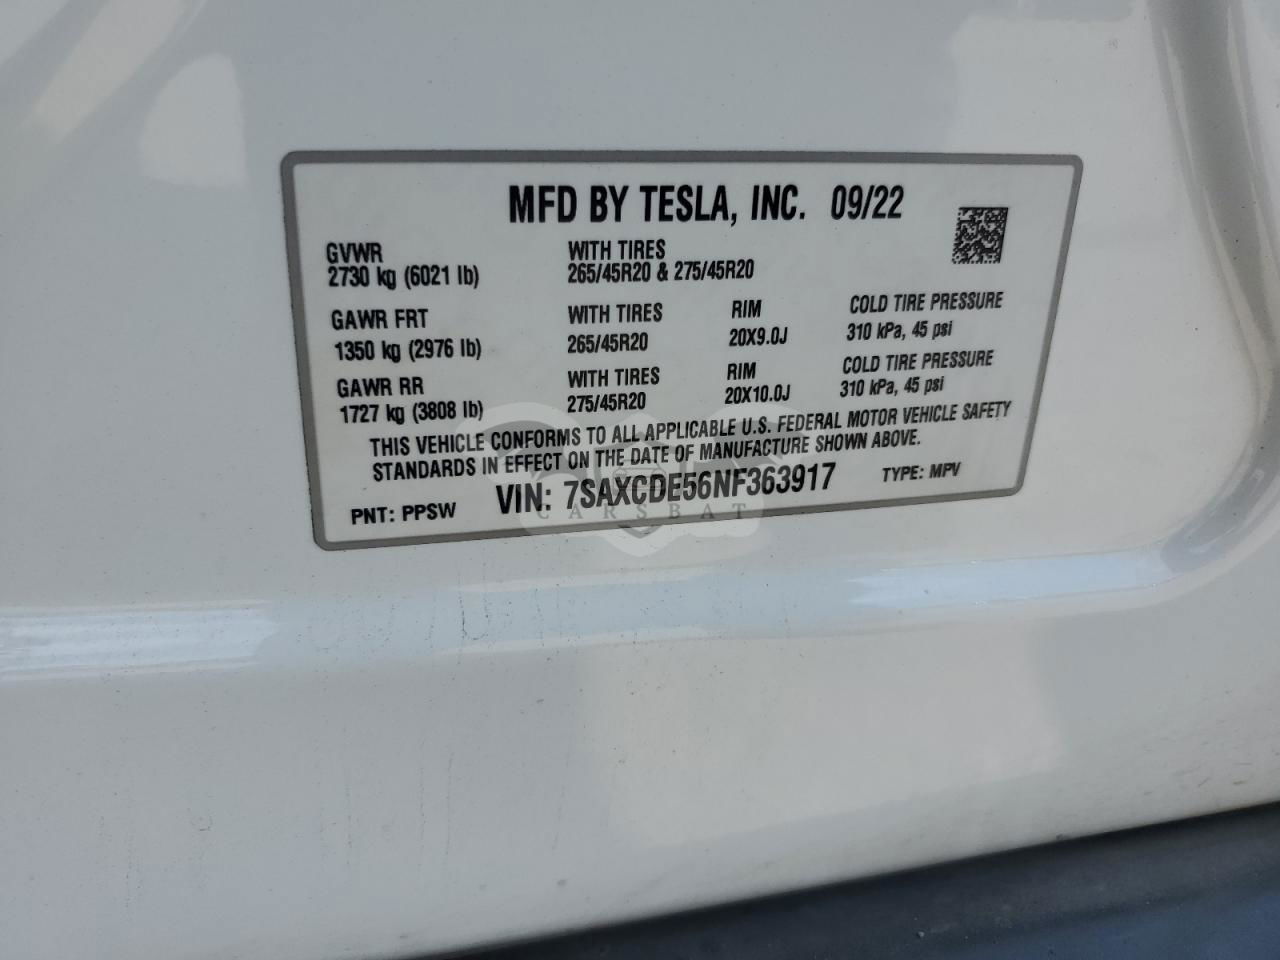 MFD BY TESLA, INC. 09/22
GVWR
2730 kg (6021 lb)
WITH TIRES
265/45R20 & 275/45R20
GAWR FRT
1350 kg (2976 lb)
WITH TIRES
265/45R20
RIM
20X9.0J
COLD TIRE PRESSURE
310 kPa, 45 psi
GAWR RR
1727 kg (3808 lb)
WITH TIRES
275/45R20
RIM
20X10.0J
COLD TIRE PRESSURE
310 kPa, 45 psi
THIS VEHICLE CONFORMS TO ALL APPLICABLE U.S. FEDERAL MOTOR VEHICLE SAFETY
STANDARDS IN EFFECT ON THE DATE OF MANUFACTURE SHOWN ABOVE.
PNT: PPSW
VIN: 7SAXCDE56NF363917
TYPE: MPV
CARSBAT